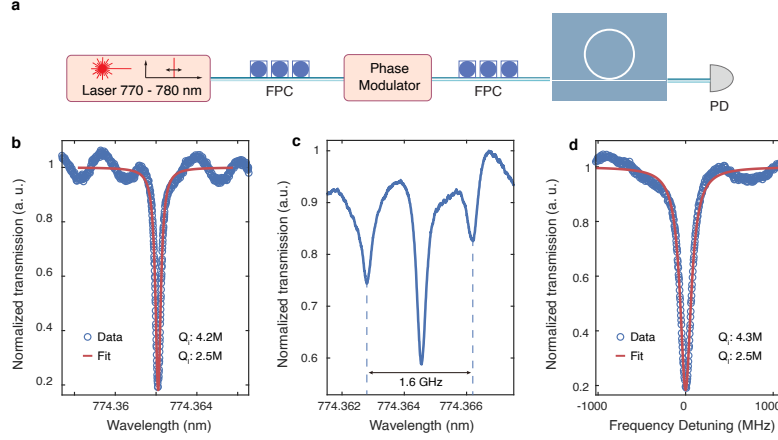 a
Laser 770 - 780 nm
FPC
Phase
Modulator
FPC
PD
b
Normalized transmission (a. u.)
1
0.8
0.6
0.4
0.2
Data
Fit
Qᵢ: 4.2M
Qₗ: 2.5M
774.36
774.364
Wavelength (nm)
c
Normalized transmission (a.u.)
1
0.9
0.8
0.7
0.6
1.6 GHz
774.362
774.364
774.366
Wavelength (nm)
d
Normalized transmission (a. u.)
1
0.8
0.6
0.4
0.2
Data
Fit
Qᵢ: 4.3M
Qₗ: 2.5M
-1000
0
1000
Frequency Detuning (MHz)